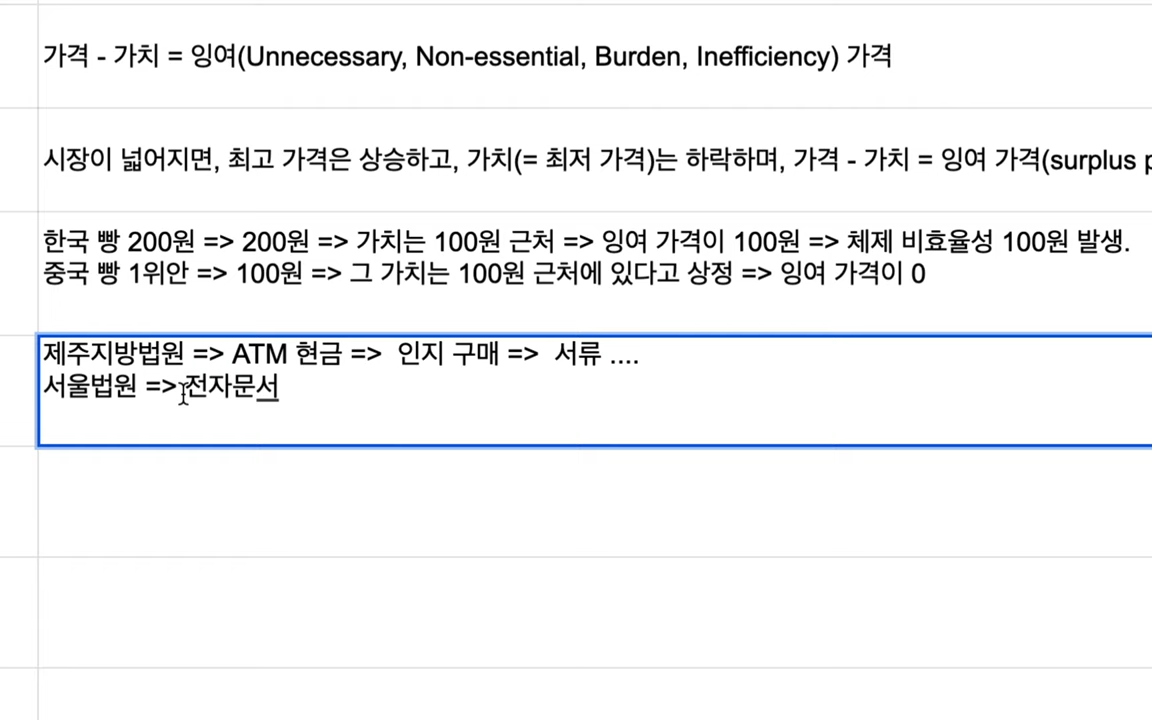 가격 - 가치 = 잉여(Unnecessary, Non-essential, Burden, Inefficiency) 가격
시장이 넓어지면, 최고 가격은 상승하고, 가치(= 최저 가격)는 하락하며, 가격 - 가치 = 잉여 가격(surplus
한국 빵 200원 => 200원 => 가치는 100원 근처 => 잉여 가격이 100원 => 체제 비효율성 100원 발생.
중국 빵 1위안 => 100원 => 그 가치는 100원 근처에 있다고 상정 => 잉여 가격이 0
제주지방법원 => ATM 현금 => 인지 구매 => 서류 ....
서울법원 => 전자문서